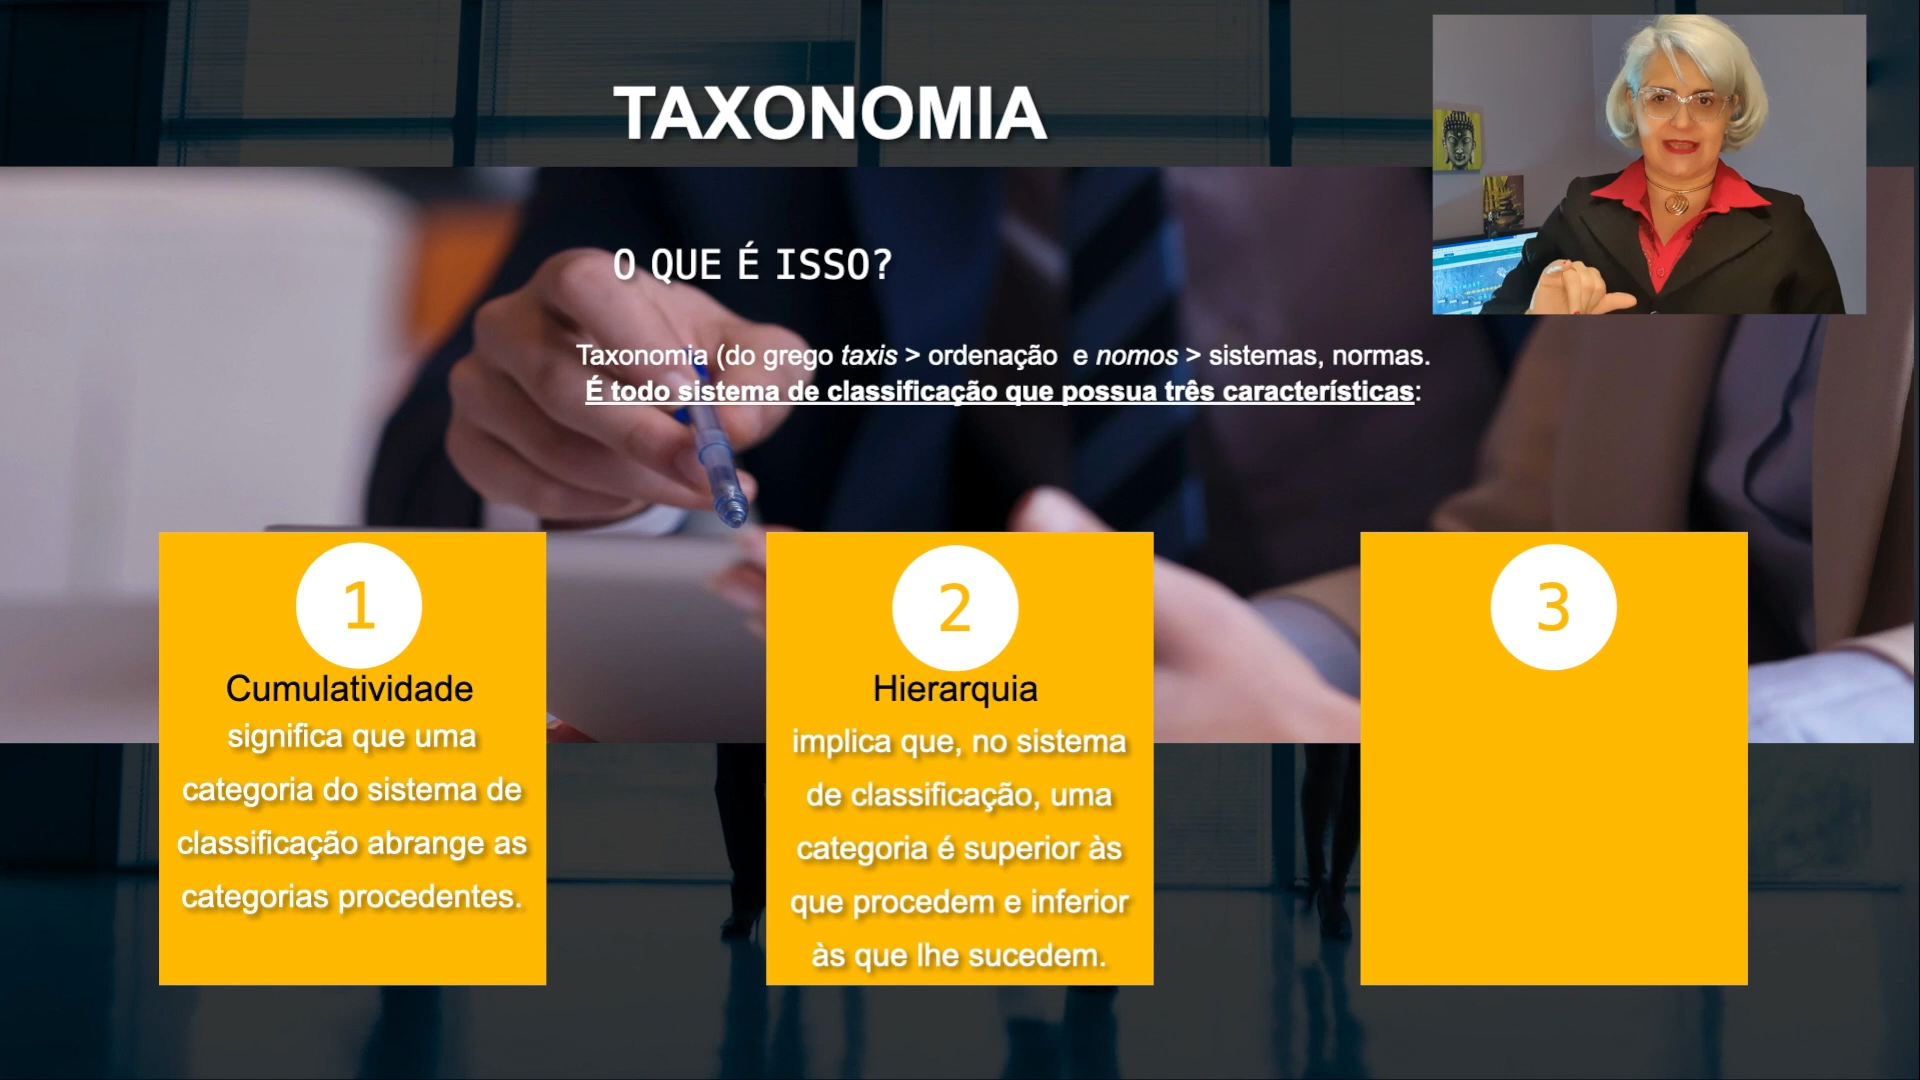 TAXONOMIA
O QUE É ISSO?
Taxonomia (do grego taxis > ordenação e nomos > sistemas, normas.
É todo sistema de classificação que possua três características:
1
Cumulatividade
significa que uma
categoria do sistema de
classificação abrange as
categorias procedentes.
2
Hierarquia
implica que, no sistema
de classificação, uma
categoria é superior às
que procedem e inferior
às que lhe sucedem.
3